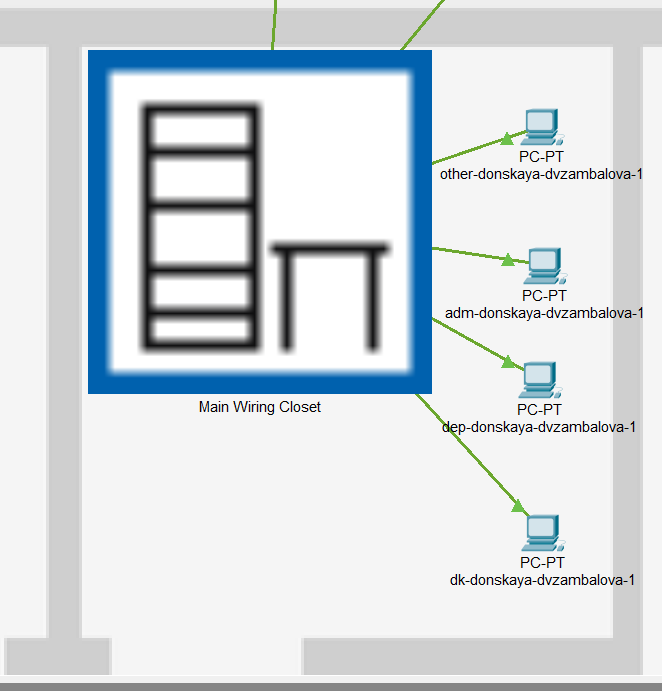 PC-PT
other-donskaya-dvzambalova-1
PC-PT
adm-donskaya-dvzambalova-1
PC-PT
dep-donskaya-dvzambalova-1
Main Wiring Closet
PC-PT
dk-donskaya-dvzambalova-1